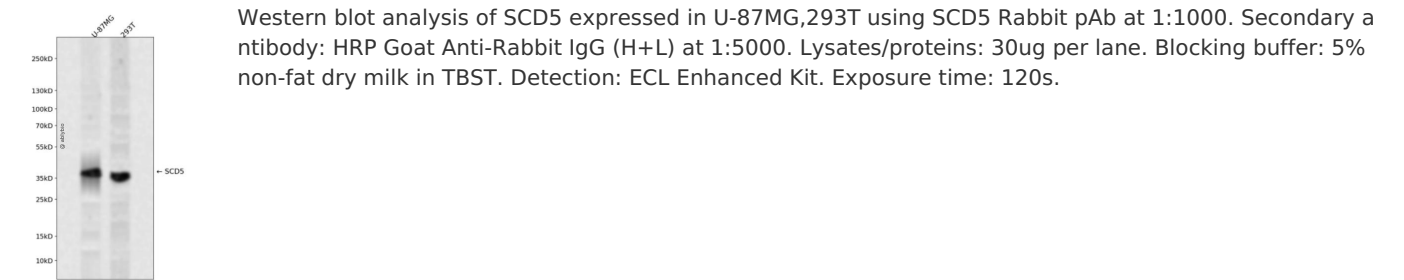 Western blot analysis of SCD5 expressed in U-87MG,293T using SCD5 Rabbit pAb at 1:1000. Secondary a
ntibody: HRP Goat Anti-Rabbit IgG (H+L) at 1:5000. Lysates/proteins: 30ug per lane. Blocking buffer: 5%
non-fat dry milk in TBST. Detection: ECL Enhanced Kit. Exposure time: 120s.
U-87MG
293T
250kD
130kD
100kD
70kD
55kD
35kD
25kD
15kD
10kD
← SCD5